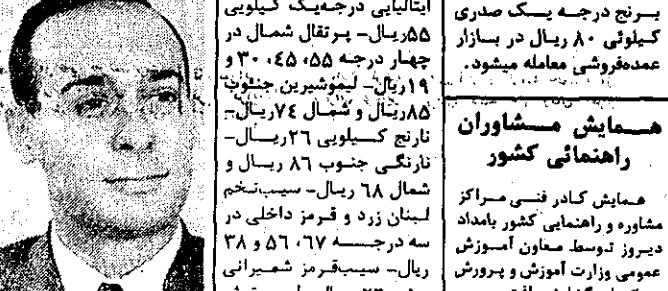 برنج درجه یک صدری
کیلوئی ۸۰ ریال در بازار
عمده‌فروشی معامله میشود.
همایش مشاوران
راهنمائی کشور
همایش کادر فنی مراکز
مشاوره و راهنمایی کشور بامداد
دیروز توسط معاون آموزش
عمومی وزارت آموزش و پرورش
ایتالیایی درجه‌یک کیلویی
۵۵ریال- پرتقال شمال در
چهار درجه ۵۵، ۴۵، ۳۰ و
۱۹ریال- لیموشیرین جنوب
۸۵ریال و شمال ۷۴ریال-
نارنج کیلویی ۲۶ریال-
نارنگی جنوب ۸۶ ریال و
شمال ۶۸ ریال- سیب‌تخم
لبنان زرد و قرمز داخلی در
سه درجه ۶۷، ۵۶ و ۳۸
ریال- سیب‌قرمز شمیرانی